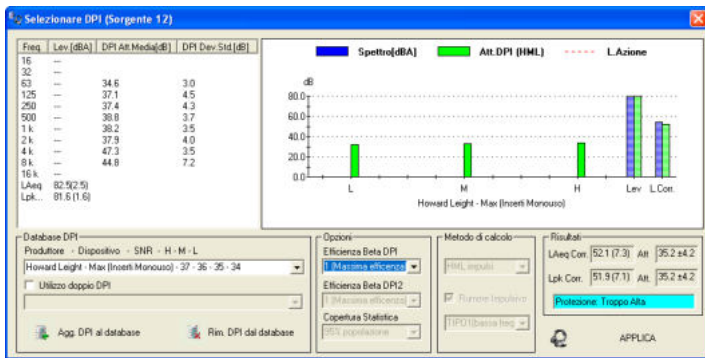 Selezionare DPI (Sorgente 12)
Freq. Lev [dBA] DPI Att.Media[dB] DPI Dev.Std.[dB]
16 ---
32 ---
63 --- 34.6 3.0
125 --- 37.1 4.5
250 --- 37.4 4.3
500 --- 38.8 3.7
1 k --- 38.2 3.5
2 k --- 37.9 4.0
4 k --- 47.3 3.5
8 k --- 44.8 7.2
16 k ---
LAeq 82.5(2.5)
Lpk... 81.6 (1.6)
Spettro[dBA] Att.DPI (HML) L.Azione
dB
80.0
60.0
40.0
20.0
0.0
L M H Lev L.Corr.
Howard Leight - Max (Inserti Monouso)
Database DPI
Produttore - Dispositivo - SNR - H - M - L
Howard Leight - Max (Inserti Monouso) - 37 - 36 - 35 - 34
Utilizzo doppio DPI
Agg. DPI al database Rim. DPI dal database
Opzioni
Efficienza Beta DPI
1 (Massima efficenza)
Efficienza Beta DPI2
1 (Massima efficenza)
Copertura Statistica
95% popolazione
Metodo di calcolo
HML impulsi
Rumore Impulsivo
TIPO1(bassa freq
Risultati
LAeq Corr. 52.1 (7.3) Att. 35.2 ±4.2
Lpk Corr. 51.9 (7.1) Att. 35.2 ±4.2
Protezione: Troppo Alta
APPLICA